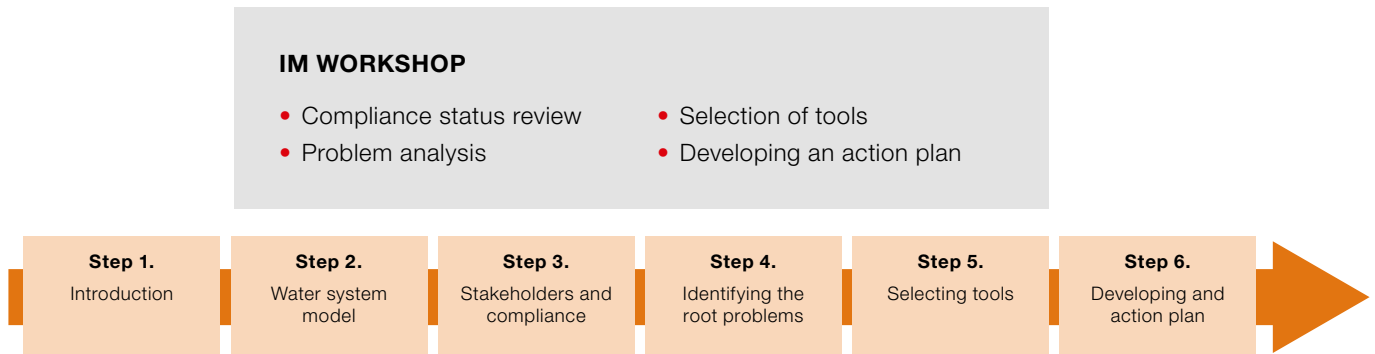 IM WORKSHOP
• Compliance status review
• Problem analysis
• Selection of tools
• Developing an action plan
Step 1.
Introduction
Step 2.
Water system
model
Step 3.
Stakeholders and
compliance
Step 4.
Identifying the
root problems
Step 5.
Selecting tools
Step 6.
Developing and
action plan